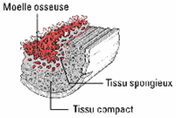 Moelle osseuse
Tissu spongieux
Tissu compact